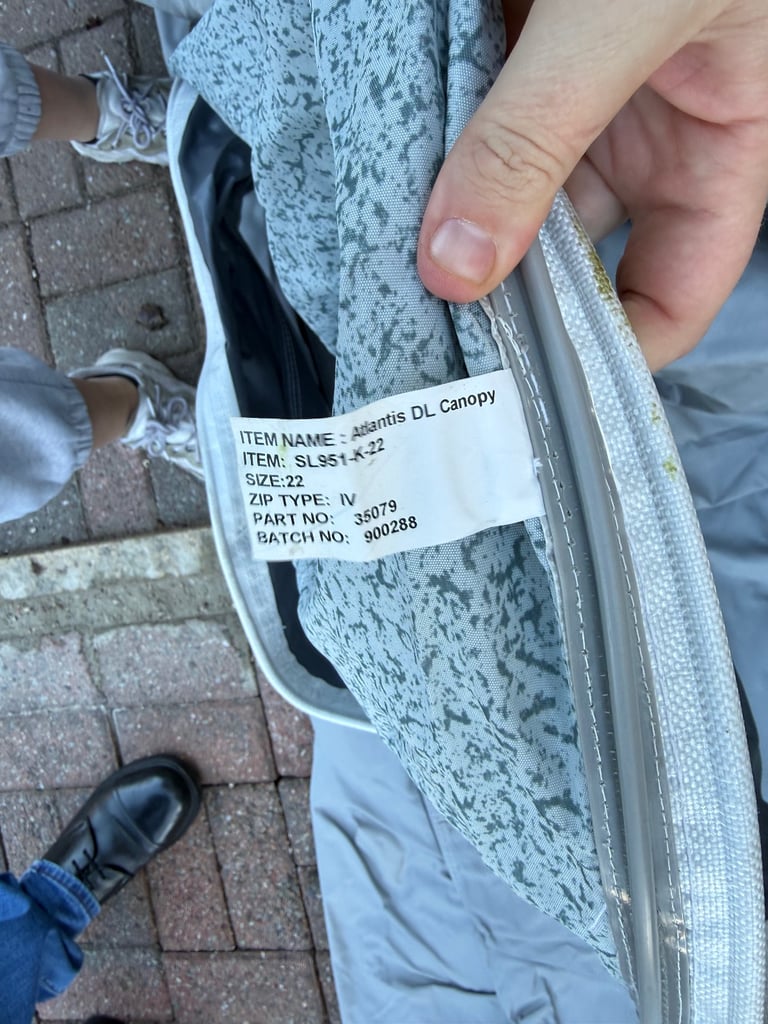 ITEM NAME : Atlantis DL Canopy
ITEM: SL951-K-22
SIZE:22
ZIP TYPE: IV
PART NO: 35079
BATCH NO: 900288